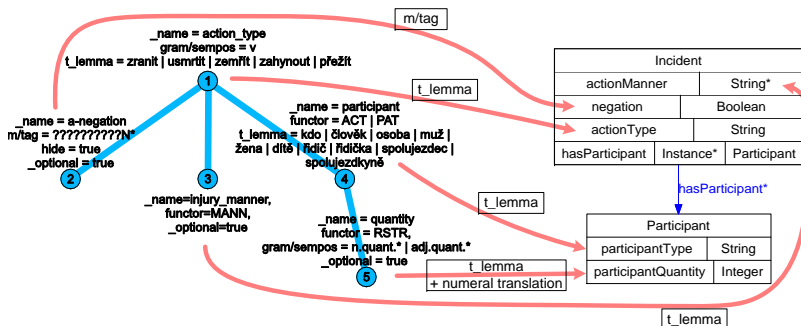 m/tag
_name = action_type
gram/sempos = v
t_lemma = zranit | usmrtit | zemřít | zahynout | přežít
1
t_lemma
Incident
actionManner String*
negation Boolean
actionType String
hasParticipant Instance* Participant
_name = a-negation
m/tag = ??????????N*
hide = true
_optional = true
2
_name = participant
functor = ACT | PAT
t_lemma = kdo | člověk | osoba | muž |
žena | dítě | řidič | řidička | spolujezdec |
spolujezdkyně
3
4
hasParticipant*
_name=injury_manner,
functor=MANN,
_optional=true
t_lemma
_name = quantity
functor = RSTR,
gram/sempos = n.quant.* | adj.quant.*
_optional = true
5
Participant
participantType String
participantQuantity Integer
t_lemma
+ numeral translation
t_lemma